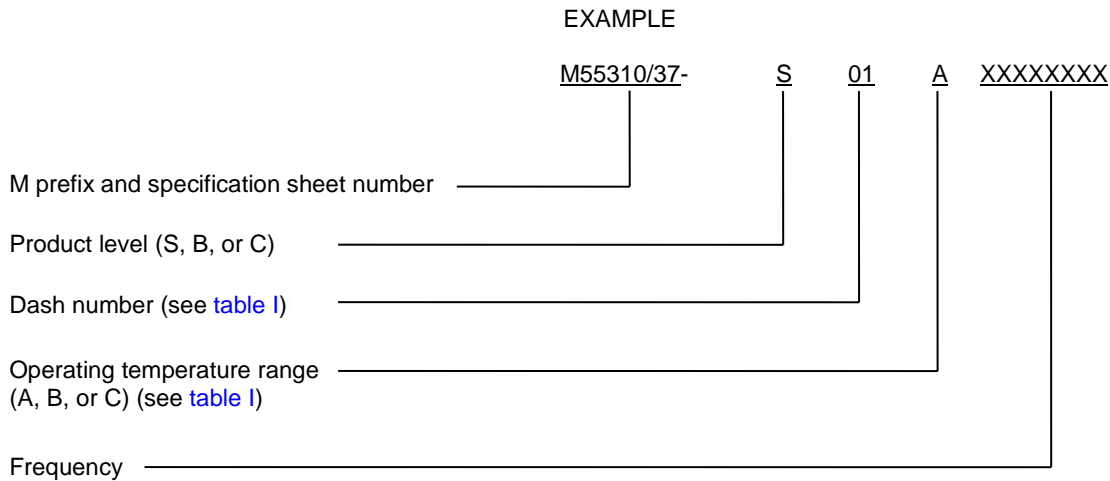 EXAMPLE
M55310/37- S 01 A XXXXXXXX
M prefix and specification sheet number
Product level (S, B, or C)
Dash number (see table I)
Operating temperature range
(A, B, or C) (see table I)
Frequency